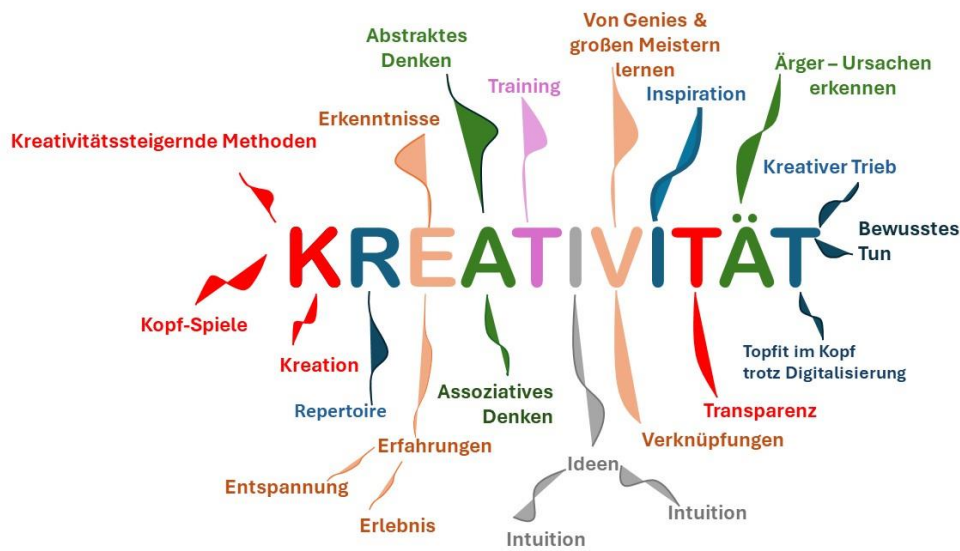 Von Genies &
großen Meistern
lernen
Abstraktes
Denken
Ärger – Ursachen
erkennen
Training
Inspiration
Erkenntnisse
Kreativitätssteigernde Methoden
Kreativer Trieb
KREATIVITÄT
Bewusstes
Tun
Kopf-Spiele
Kreation
Topfit im Kopf
trotz Digitalisierung
Assoziatives
Denken
Repertoire
Transparenz
Erfahrungen
Verknüpfungen
Ideen
Entspannung
Erlebnis
Intuition
Intuition